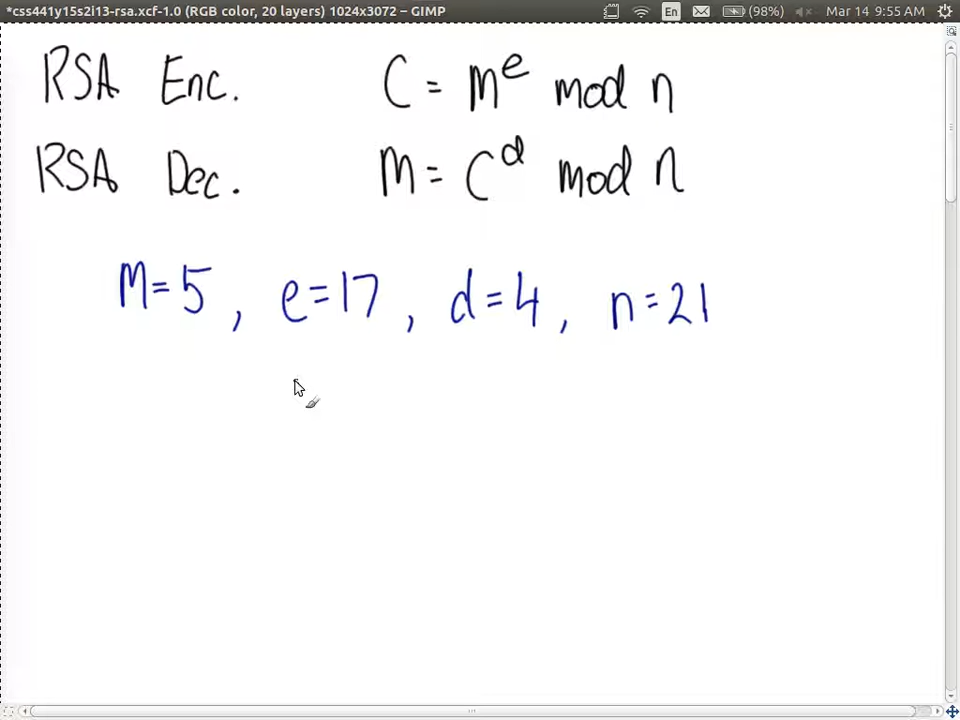 *css441y15s2i13-rsa.xcf-1.0 (RGB color, 20 layers) 1024x3072 – GIMP En (98%) Mar 14 9:55 AM
RSA Enc. C = M^e mod n
RSA Dec. M = C^d mod n
M=5, e=17, d=4, n=21